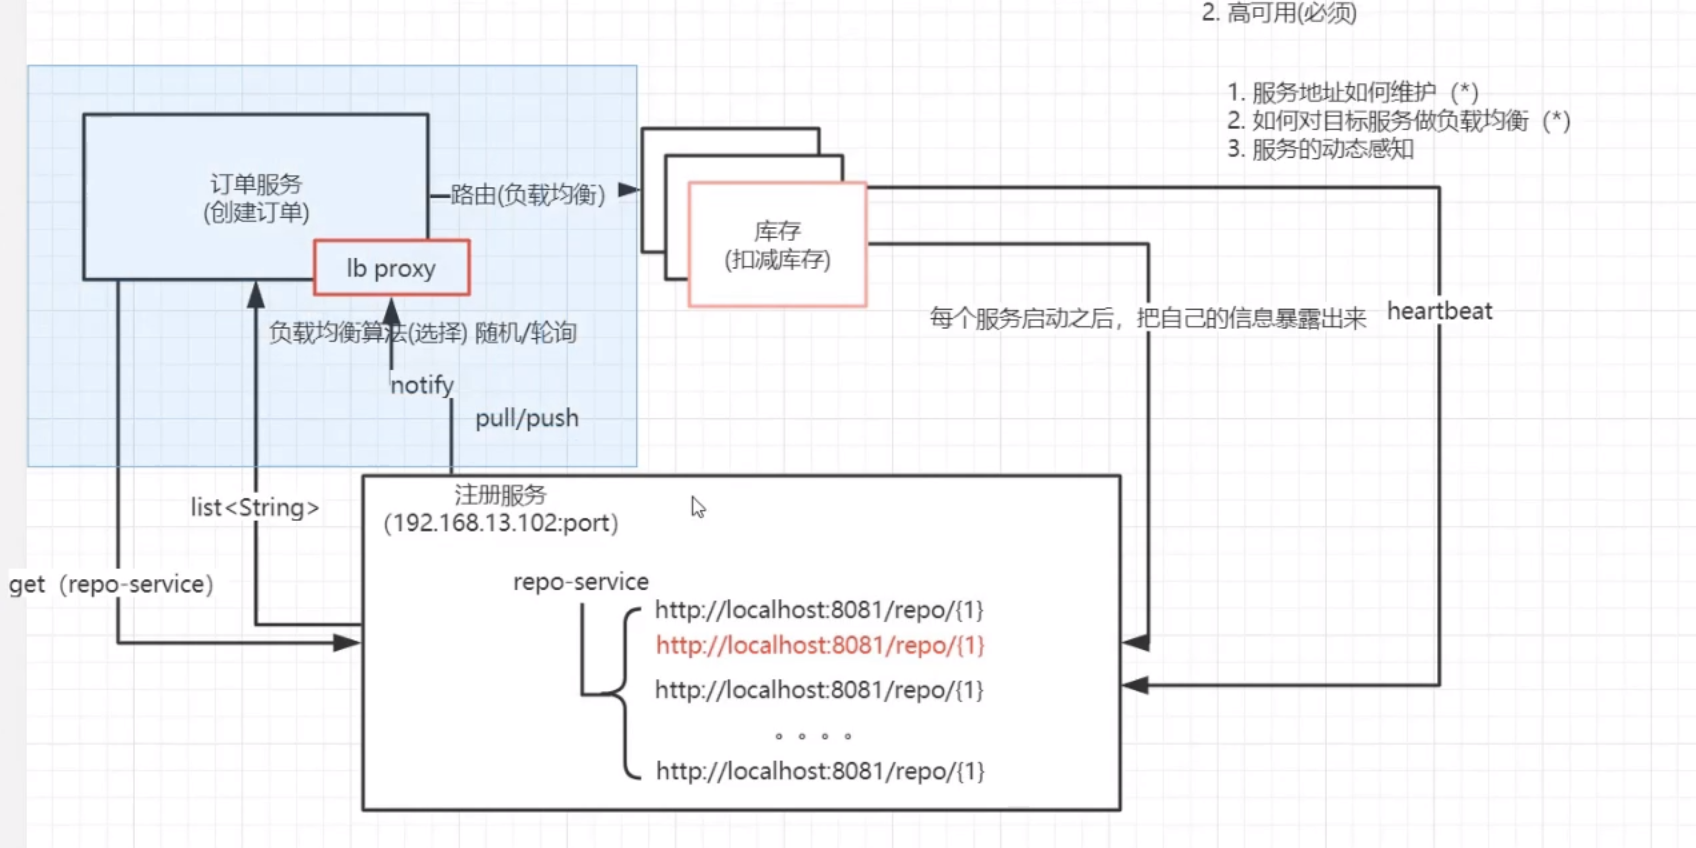 2. 高可用(必须)
1. 服务地址如何维护（*）
2. 如何对目标服务做负载均衡（*）
3. 服务的动态感知
订单服务
(创建订单)
路由(负载均衡)
lb proxy
库存
(扣减库存)
负载均衡算法(选择) 随机/轮询
notify
pull/push
每个服务启动之后，把自己的信息暴露出来
heartbeat
list<String>
get（repo-service）
注册服务
（192.168.13.102:port）
repo-service
http://localhost:8081/repo/{1}
http://localhost:8081/repo/{1}
http://localhost:8081/repo/{1}
。。。。
http://localhost:8081/repo/{1}